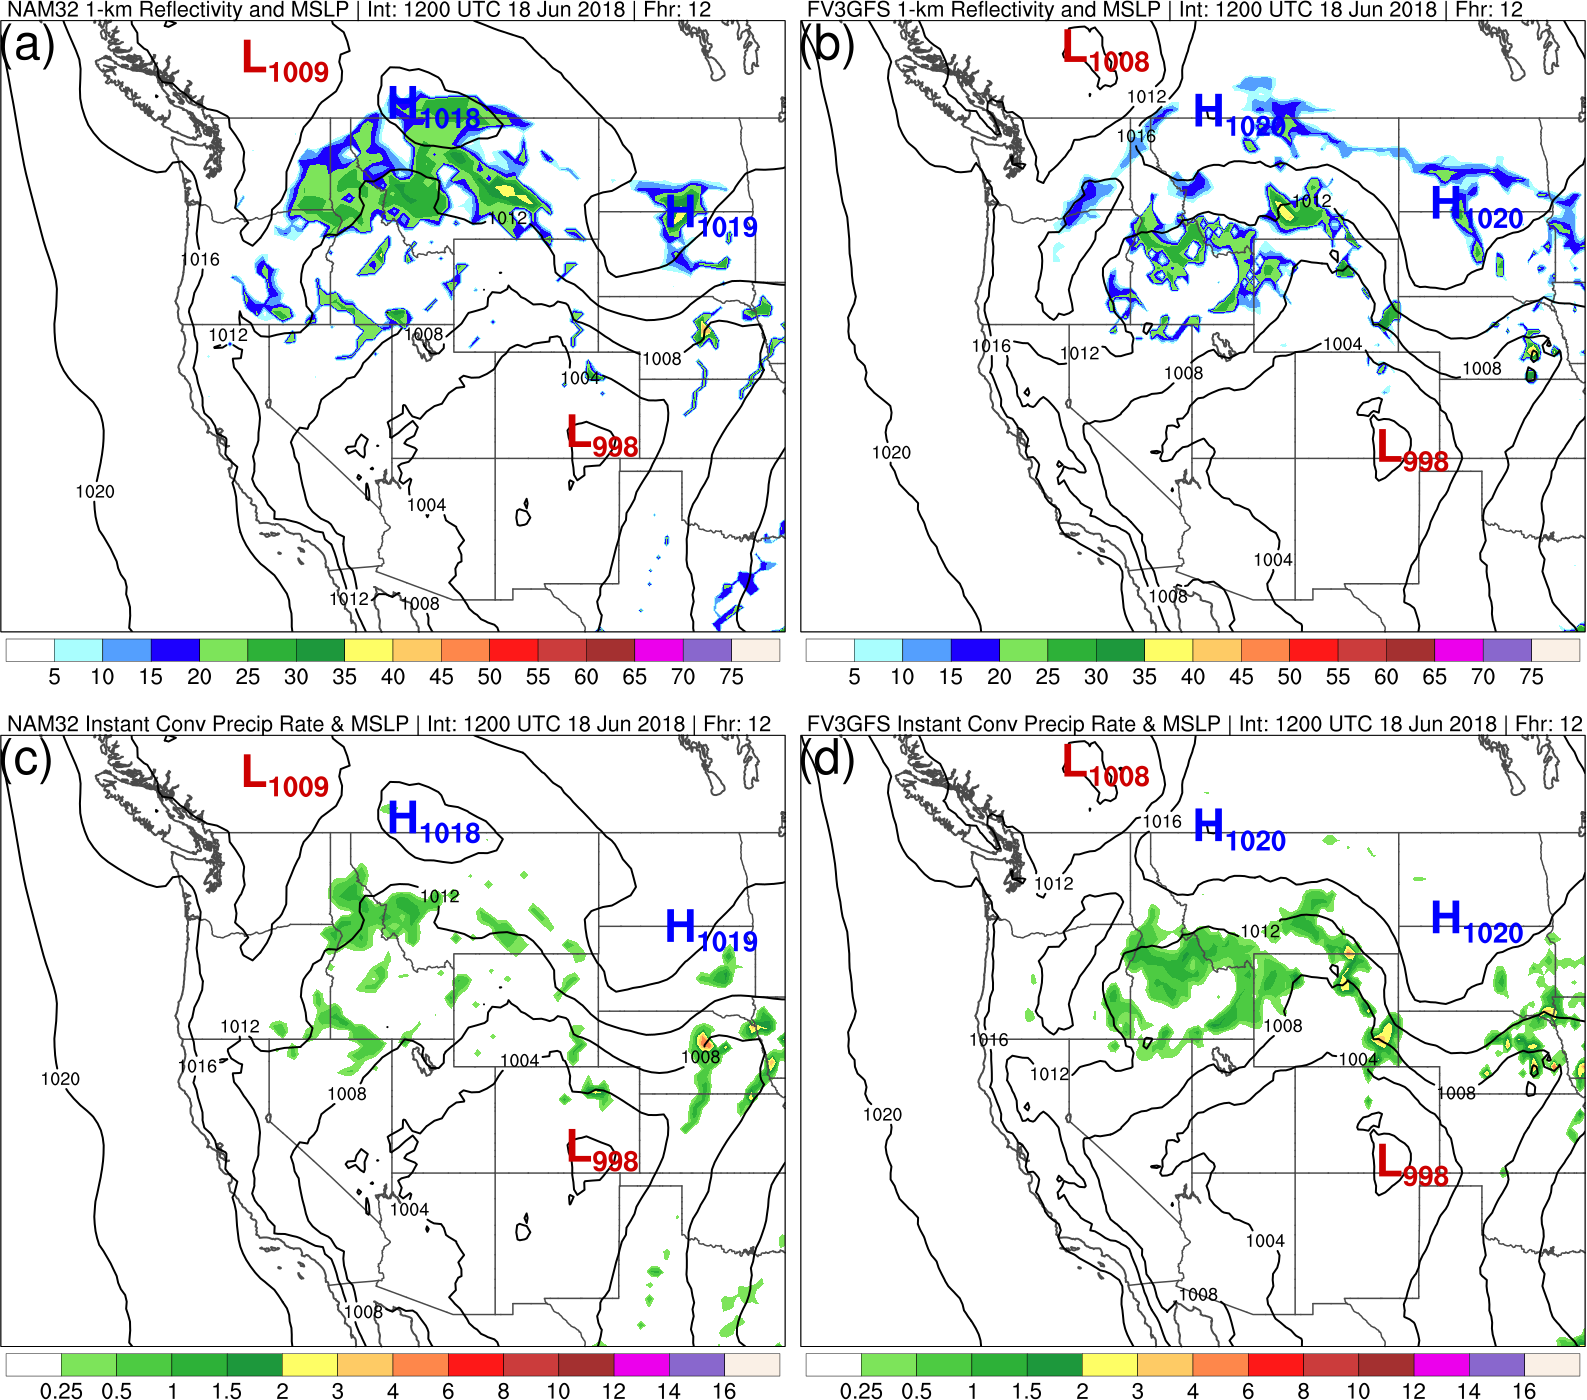 NAM32 1-km Reflectivity and MSLP | Int: 1200 UTC 18 Jun 2018 | Fhr: 12
(a)
L1009
H1018
1016
1012
H1019
1012
1008
1008
1004
L998
1020
1004
1012
1008
5 10 15 20 25 30 35 40 45 50 55 60 65 70 75
FV3GFS 1-km Reflectivity and MSLP | Int: 1200 UTC 18 Jun 2018 | Fhr: 12
(b)
L1008
1012
H1020
1016
1012
H1020
1016
1012
1004
1008
1008
L998
1020
1004
1008
5 10 15 20 25 30 35 40 45 50 55 60 65 70 75
NAM32 Instant Conv Precip Rate & MSLP | Int: 1200 UTC 18 Jun 2018 | Fhr: 12
(c)
L1009
H1018
1012
H1019
1012
1016
1004
1008
1020
1008
L998
1004
1008
0.25 0.5 1 1.5 2 3 4 6 8 10 12 14 16
FV3GFS Instant Conv Precip Rate & MSLP | Int: 1200 UTC 18 Jun 2018 | Fhr: 12
(d)
L1008
1016
H1020
1012
H1020
1012
1008
1016
1004
1012
1008
1020
L998
1004
1008
0.25 0.5 1 1.5 2 3 4 6 8 10 12 14 16